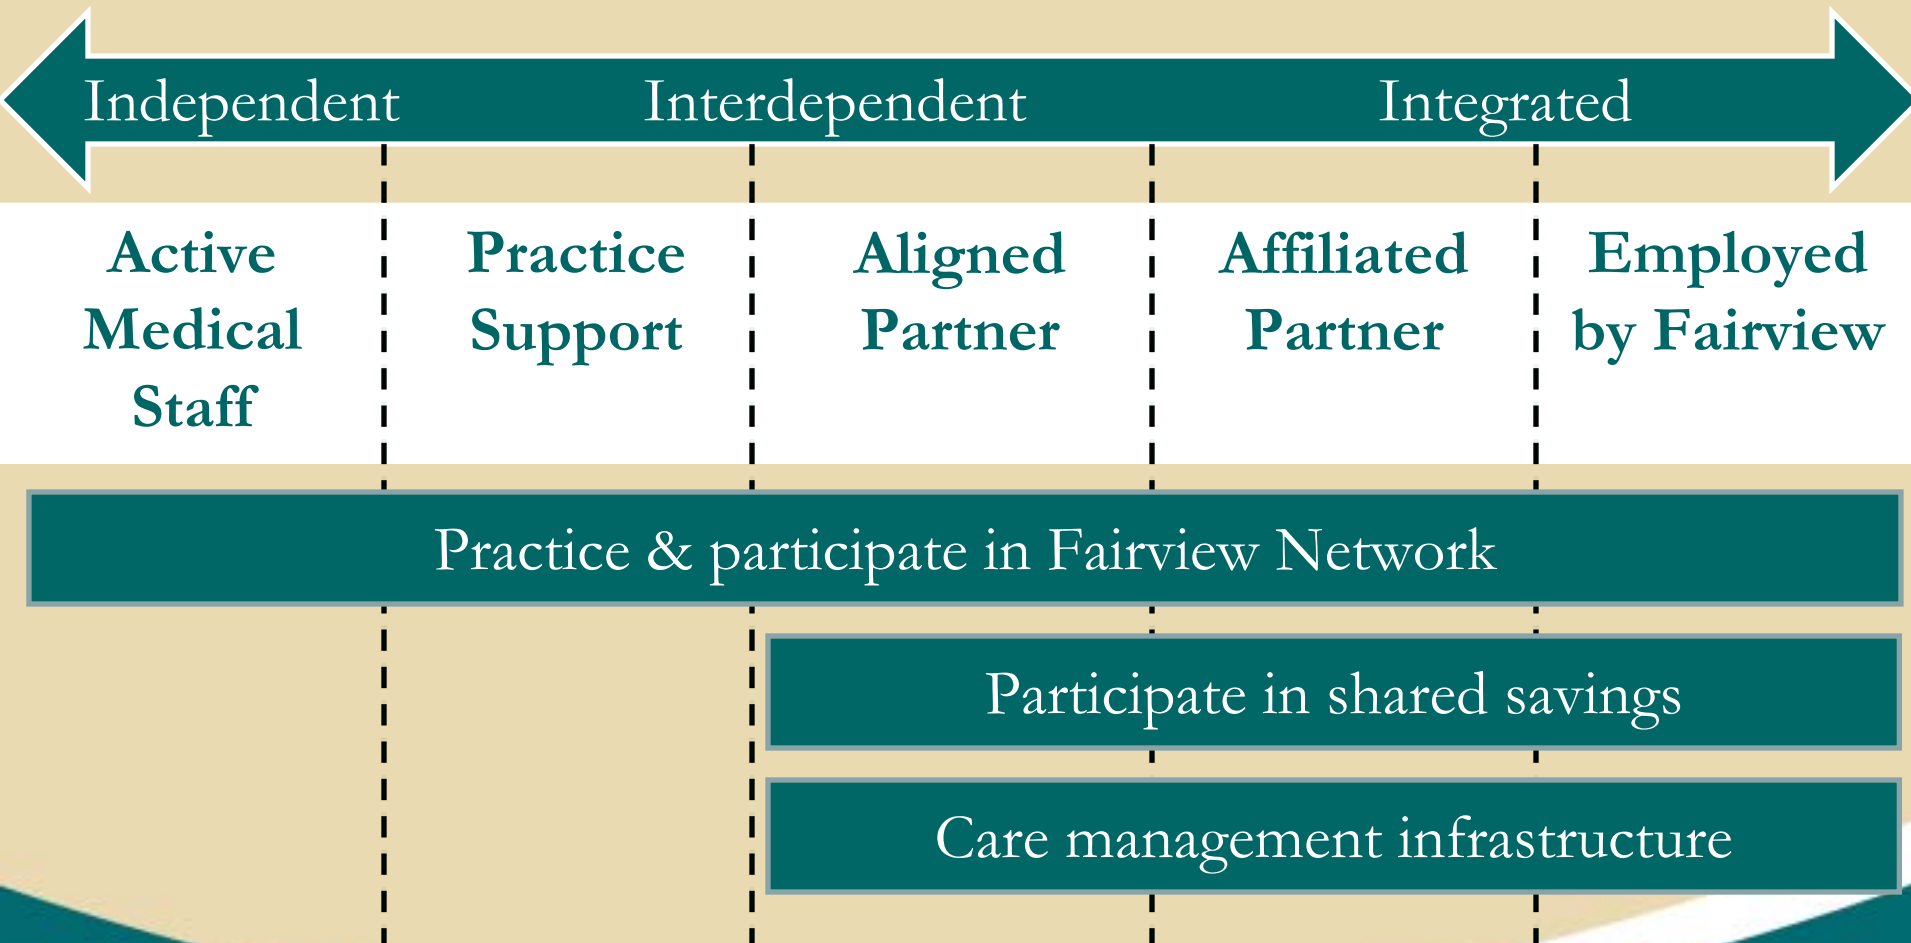 Independent Interdependent Integrated
Active
Medical
Staff
Practice
Support
Aligned
Partner
Affiliated
Partner
Employed
by Fairview
Practice & participate in Fairview Network
Participate in shared savings
Care management infrastructure